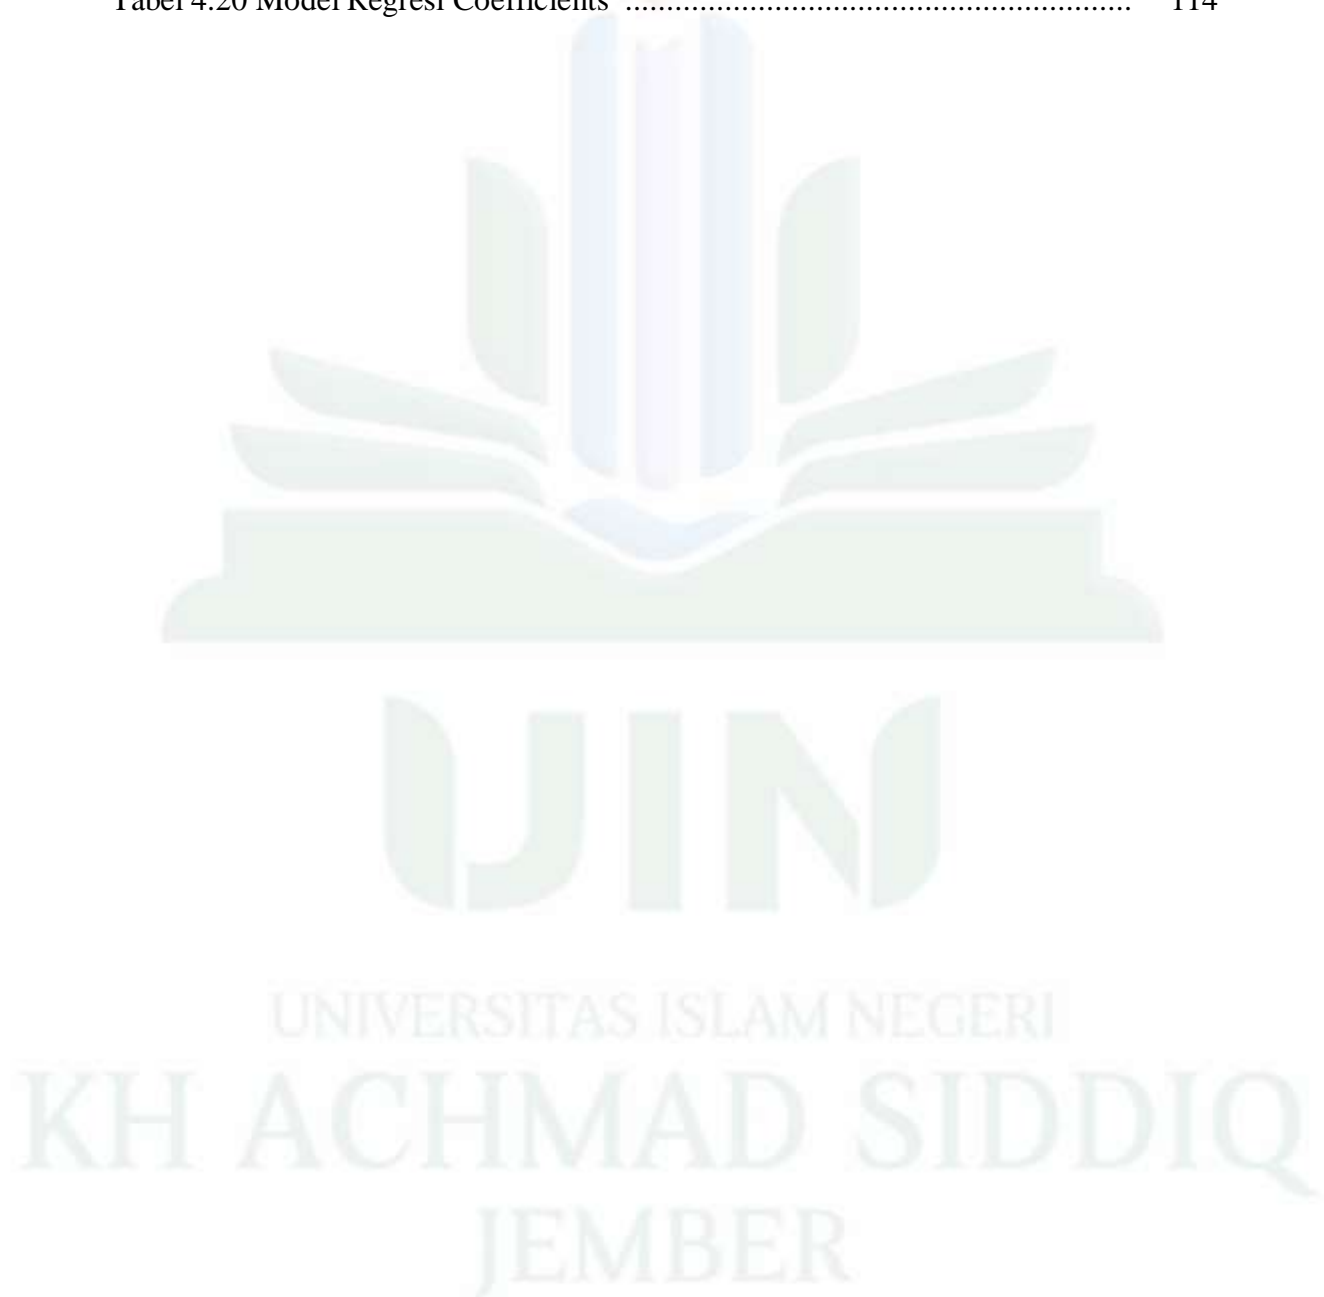 Tabel 4.20 Model Regresi Coefficients .............................................................. 114
UIN
UNIVERSITAS ISLAM NEGERI
KH ACHMAD SIDDIQ
JEMBER